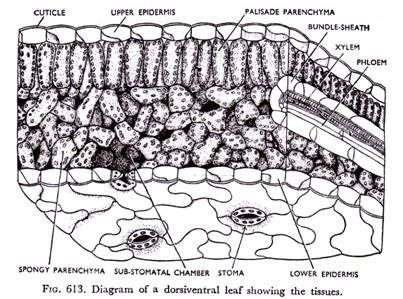 CUTICLE
UPPER EPIDERMIS
PALISADE PARENCHYMA
BUNDLE-SHEATH
XYLEM
PHLOEM
SPONGY PARENCHYMA
SUB-STOMATAL CHAMBER
STOMA
LOWER EPIDERMIS
FIG. 613. Diagram of a dorsiventral leaf showing the tissues.